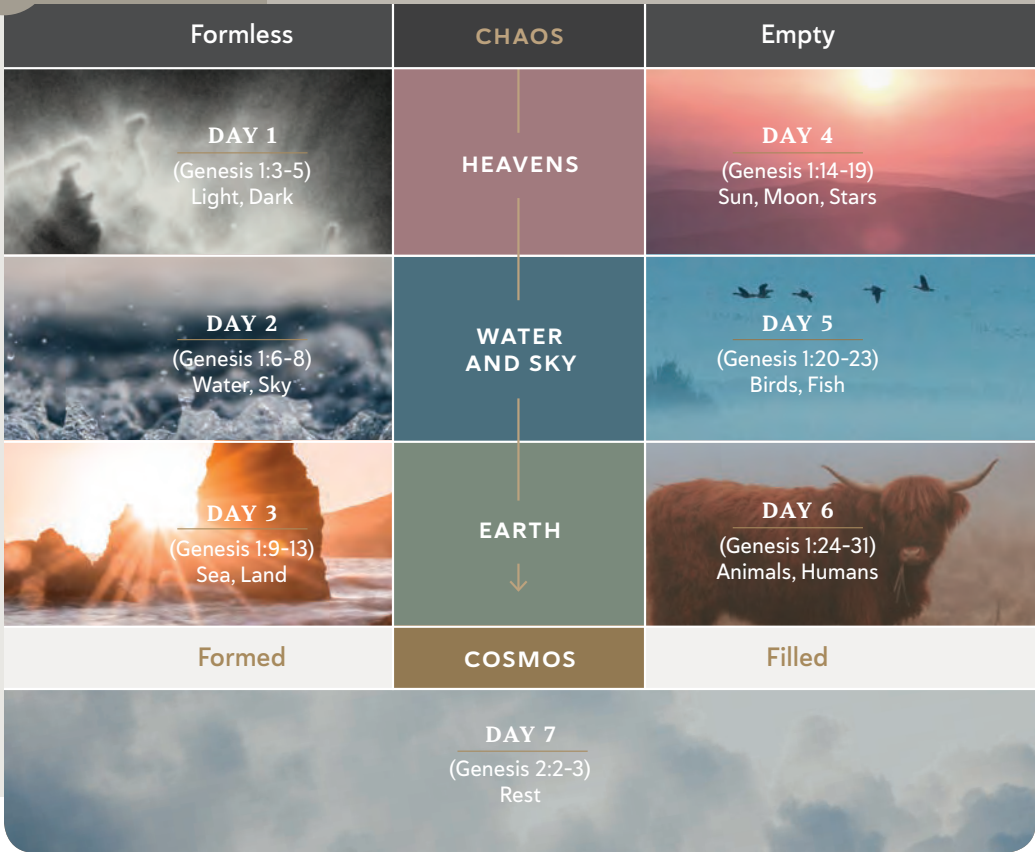 Formless
CHAOS
Empty
DAY 1
(Genesis 1:3-5)
Light, Dark
HEAVENS
DAY 4
(Genesis 1:14-19)
Sun, Moon, Stars
DAY 2
(Genesis 1:6-8)
Water, Sky
WATER
AND SKY
DAY 5
(Genesis 1:20-23)
Birds, Fish
DAY 3
(Genesis 1:9-13)
Sea, Land
EARTH
DAY 6
(Genesis 1:24-31)
Animals, Humans
Formed
COSMOS
Filled
DAY 7
(Genesis 2:2-3)
Rest